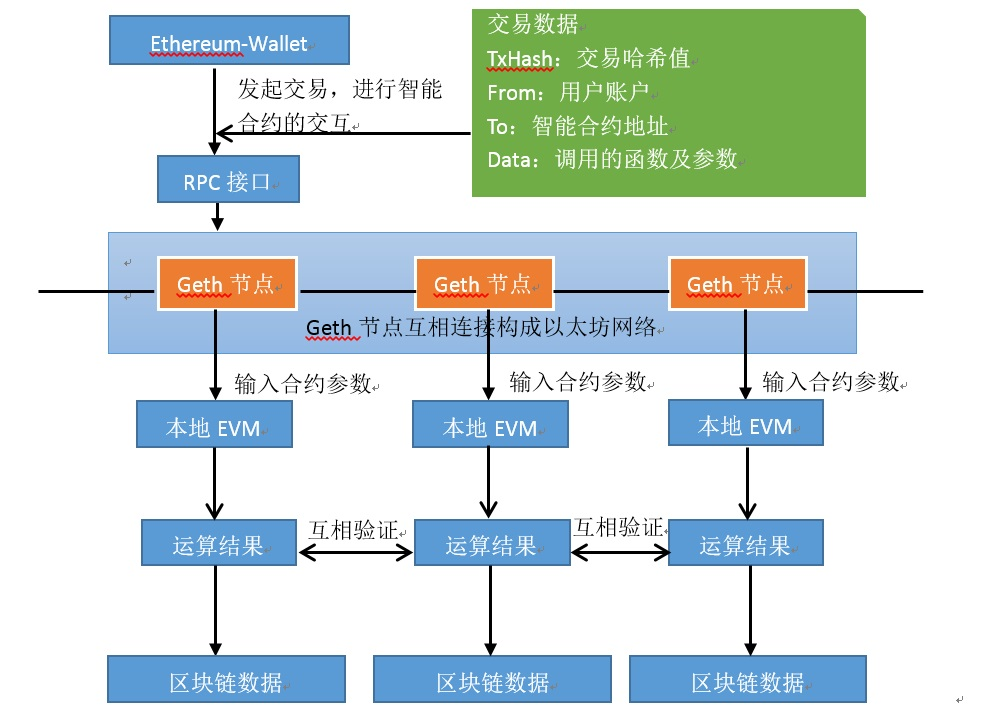 Ethereum-Wallet
交易数据
TxHash：交易哈希值
From：用户账户
To：智能合约地址
Data：调用的函数及参数
发起交易，进行智能
合约的交互
RPC 接口
Geth 节点
Geth 节点
Geth 节点
Geth 节点互相连接构成以太坊网络
输入合约参数
输入合约参数
输入合约参数
本地 EVM
本地 EVM
本地 EVM
互相验证
互相验证
运算结果
运算结果
运算结果
区块链数据
区块链数据
区块链数据